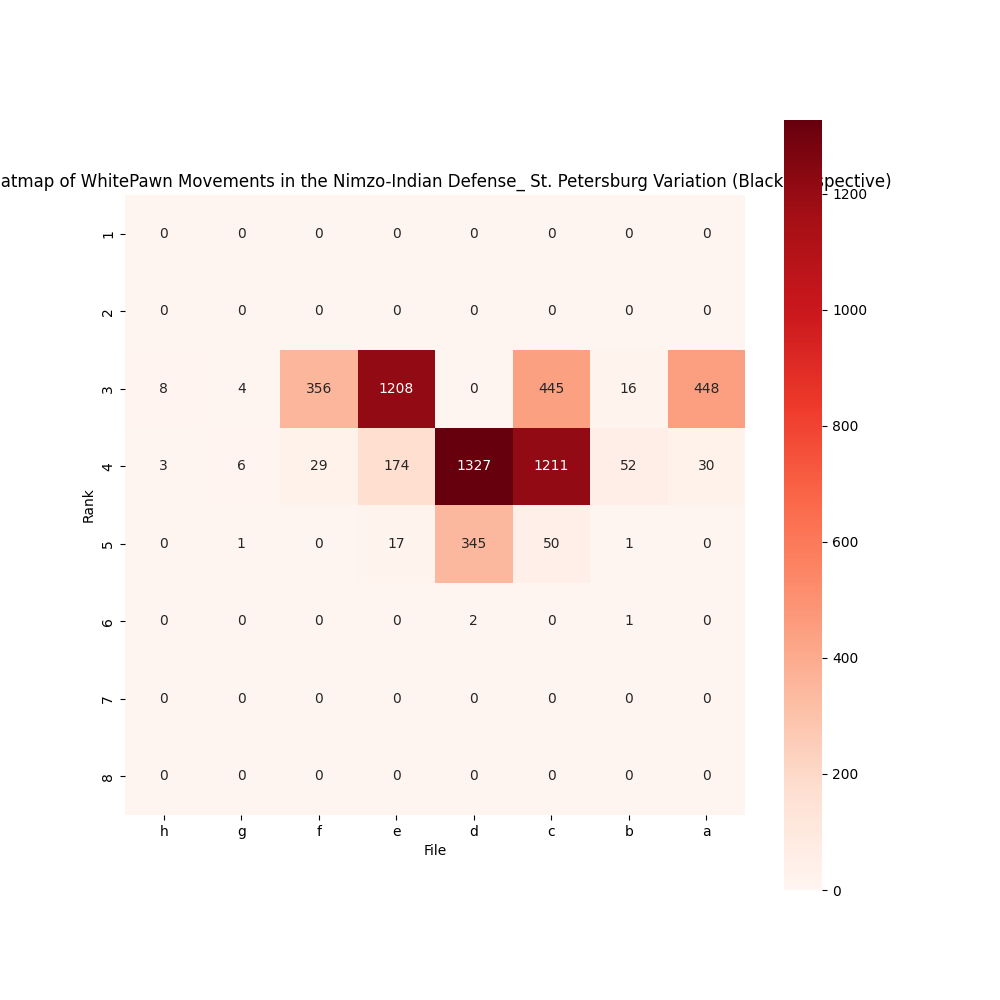 atmap of WhitePawn Movements in the Nimzo-Indian Defense_ St. Petersburg Variation (Black spective)
1 0 0 0 0 0 0 0 0
2 0 0 0 0 0 0 0 0
3 8 4 356 1208 0 445 16 448
4 3 6 29 174 1327 1211 52 30
5 0 1 0 17 345 50 1 0
6 0 0 0 0 2 0 1 0
7 0 0 0 0 0 0 0 0
8 0 0 0 0 0 0 0 0
Rank
h g f e d c b a
File
1200
1000
800
600
400
200
0